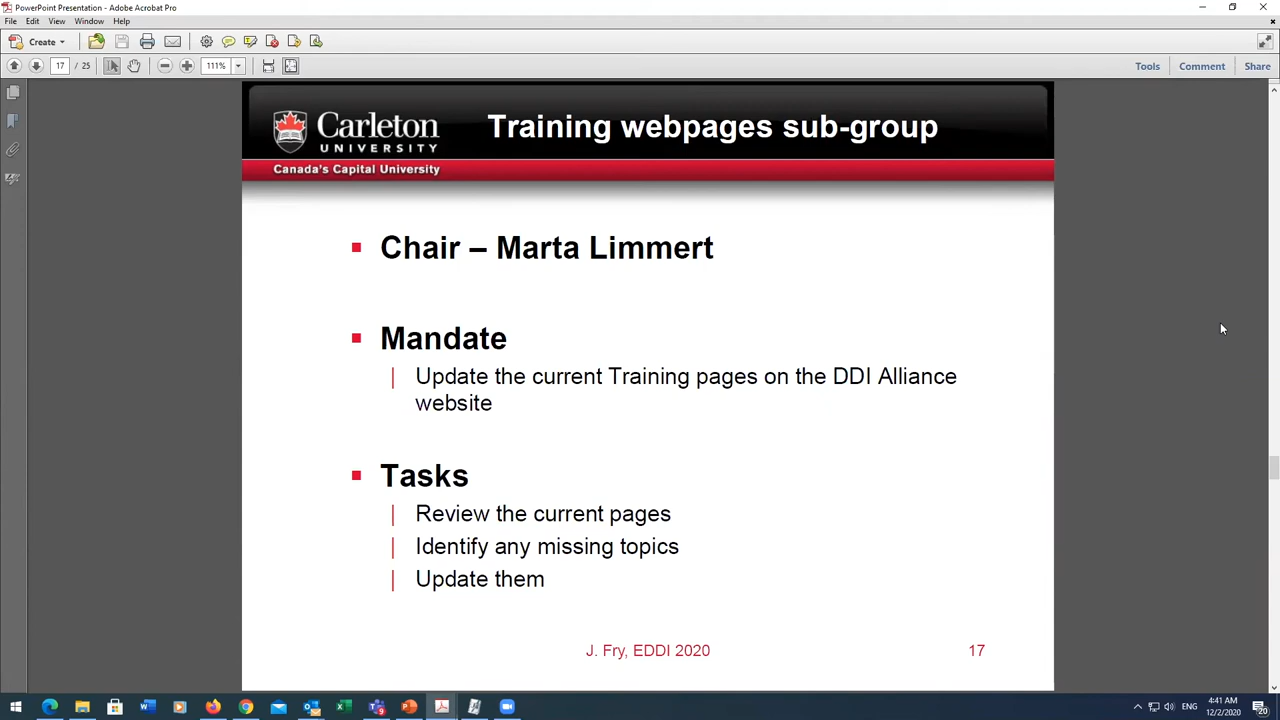 PowerPoint Presentation - Adobe Acrobat Pro
File Edit View Window Help
Create
17 / 25 111% Tools Comment Share
Carleton
UNIVERSITY
Canada's Capital University
Training webpages sub-group
Chair – Marta Limmert
Mandate
Update the current Training pages on the DDI Alliance
website
Tasks
Review the current pages
Identify any missing topics
Update them
J. Fry, EDDI 2020 17
ENG
4:41 AM
12/2/2020
20